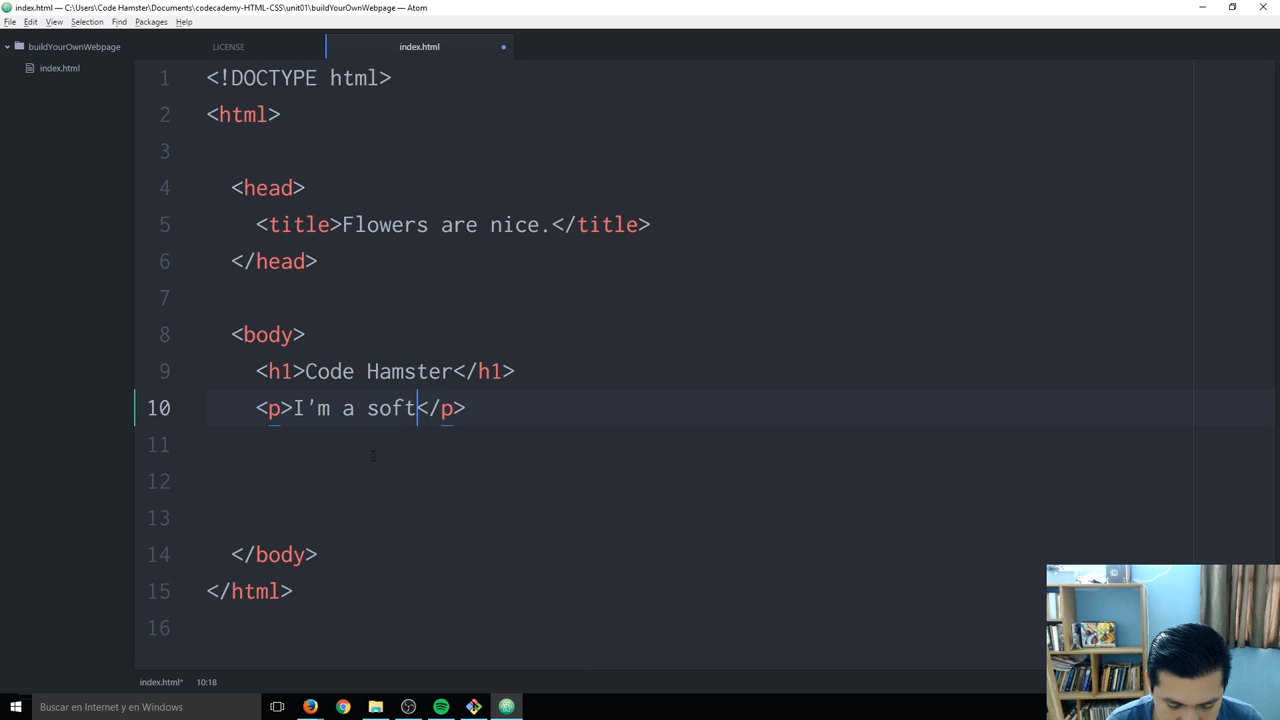 index.html — C:\Users\Code Hamster\Documents\codecademy-HTML-CSS\unit01\buildYourOwnWebpage — Atom
File Edit View Selection Find Packages Help
buildYourOwnWebpage
LICENSE
index.html
index.html
1 <!DOCTYPE html>
2 <html>
3
4 <head>
5 <title>Flowers are nice.</title>
6 </head>
7
8 <body>
9 <h1>Code Hamster</h1>
10 <p>I'm a soft</p>
11
12
13
14 </body>
15 </html>
16
index.html* 10:18
Buscar en Internet y en Windows